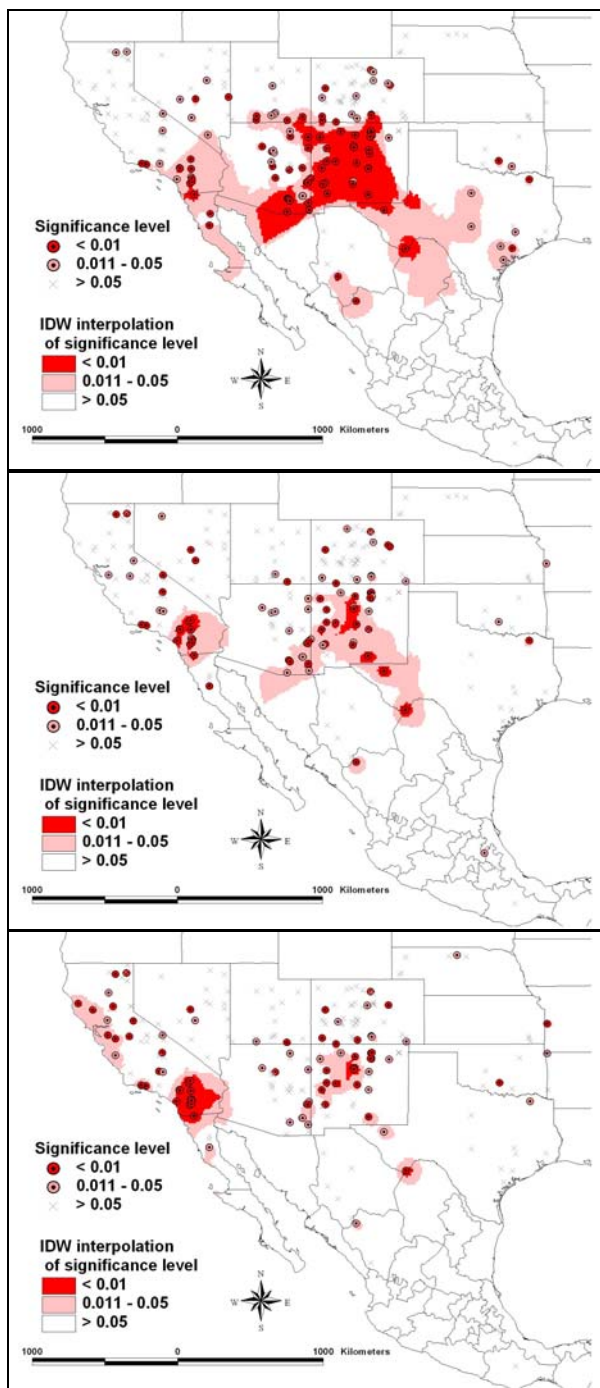 Significance level
< 0.01
0.011 - 0.05
> 0.05
IDW interpolation
of significance level
< 0.01
0.011 - 0.05
> 0.05
N
W E
S
1000 0 1000 Kilometers
Significance level
< 0.01
0.011 - 0.05
> 0.05
IDW interpolation
of significance level
< 0.01
0.011 - 0.05
> 0.05
N
W E
S
1000 0 1000 Kilometers
Significance level
< 0.01
0.011 - 0.05
> 0.05
IDW interpolation
of significance level
< 0.01
0.011 - 0.05
> 0.05
N
W E
S
1000 0 1000 Kilometers